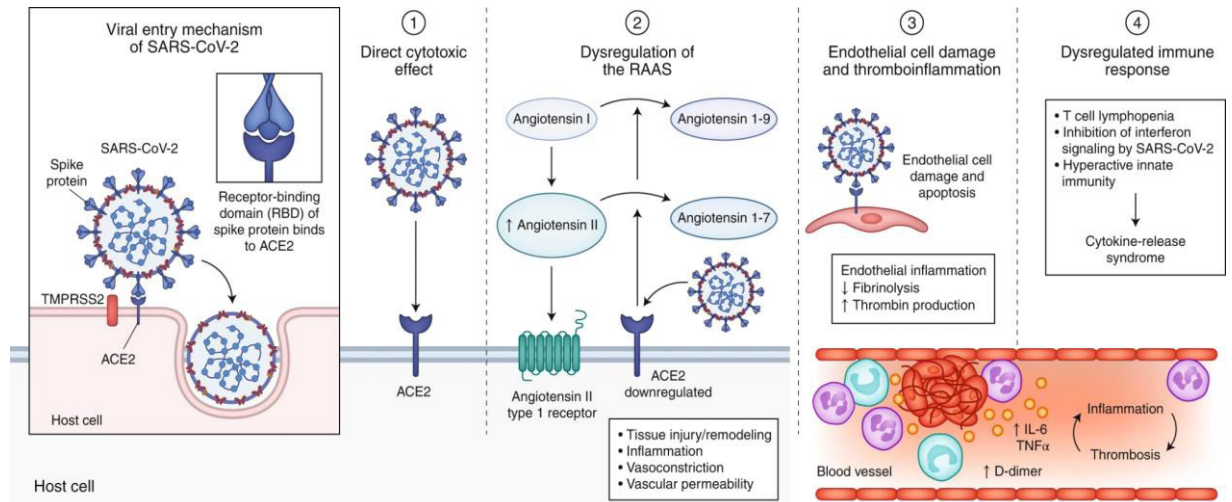 Viral entry mechanism
of SARS-CoV-2
SARS-CoV-2
Spike
protein
Receptor-binding
domain (RBD) of
spike protein binds
to ACE2
TMPRSS2
ACE2
Host cell
1
Direct cytotoxic
effect
ACE2
2
Dysregulation of
the RAAS
Angiotensin I
Angiotensin 1-9
↑ Angiotensin II
Angiotensin 1-7
Angiotensin II
type 1 receptor
ACE2
downregulated
• Tissue injury/remodeling
• Inflammation
• Vasoconstriction
• Vascular permeability
Host cell
3
Endothelial cell damage
and thromboinflammation
Endothelial cell
damage and
apoptosis
Endothelial inflammation
↓ Fibrinolysis
↑ Thrombin production
4
Dysregulated immune
response
• T cell lymphopenia
• Inhibition of interferon
signaling by SARS-CoV-2
• Hyperactive innate
immunity
Cytokine-release
syndrome
↑ IL-6
TNFα
↑ D-dimer
Inflammation
Thrombosis
Blood vessel